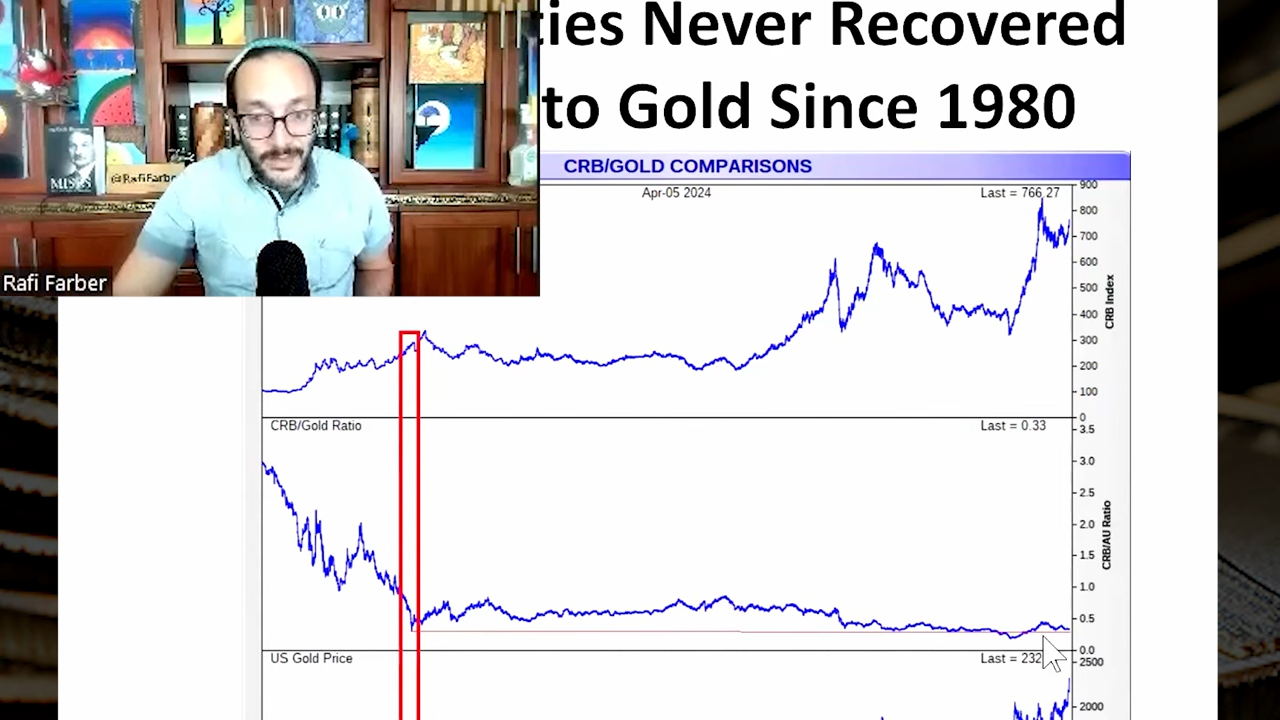 ties Never Recovered
to Gold Since 1980
CRB/GOLD COMPARISONS
Apr-05 2024
Last = 766.27
900
800
700
600
500
400
300
200
100
0
CRB Index
MISES
@RafiFarbe
Rafi Farber
CRB/Gold Ratio
Last = 0.33
3.5
3.0
2.5
2.0
1.5
1.0
0.5
0.0
CRB/AU Ratio
US Gold Price
Last = 232
2500
2000